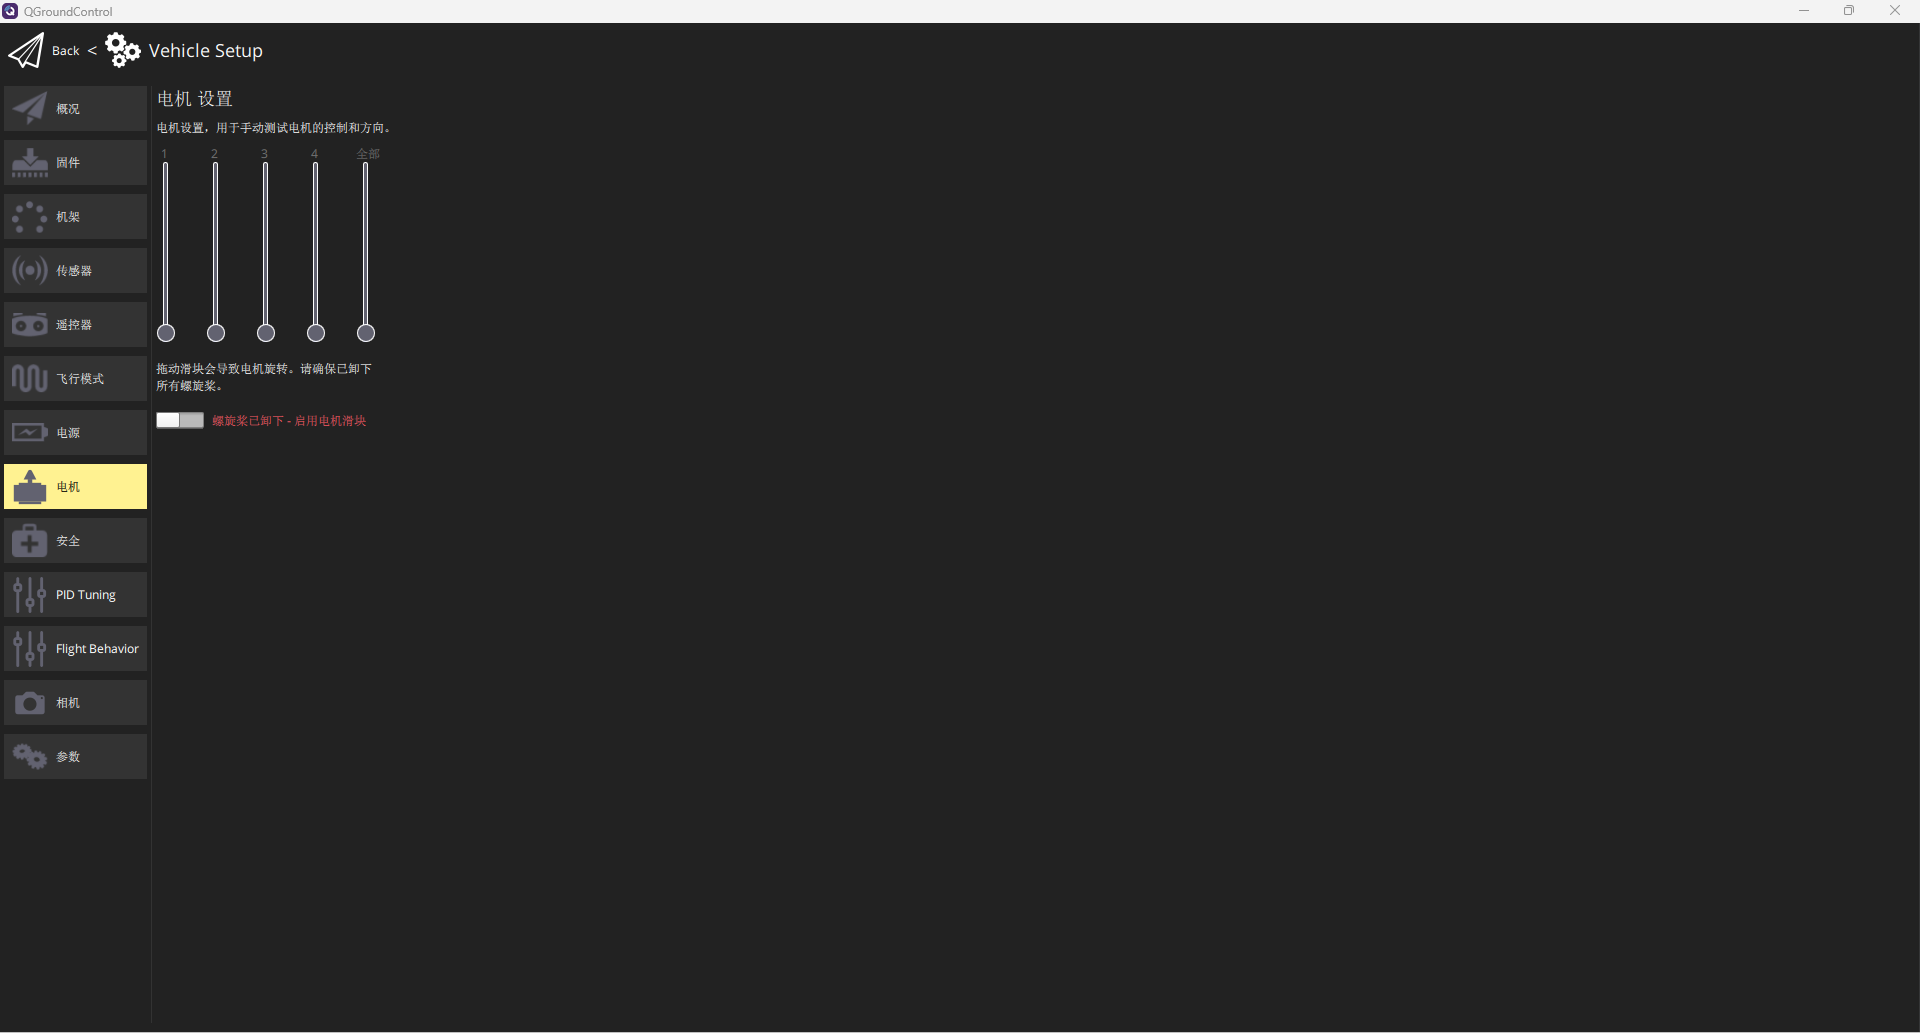 QGroundControl
Back < Vehicle Setup
概况
固件
机架
传感器
遥控器
飞行模式
电源
电机
安全
PID Tuning
Flight Behavior
相机
参数
电机 设置
电机设置，用于手动测试电机的控制和方向。
1 2 3 4 全部
拖动滑块会导致电机旋转。请确保已卸下
所有螺旋桨。
螺旋桨已卸下 - 启用电机滑块